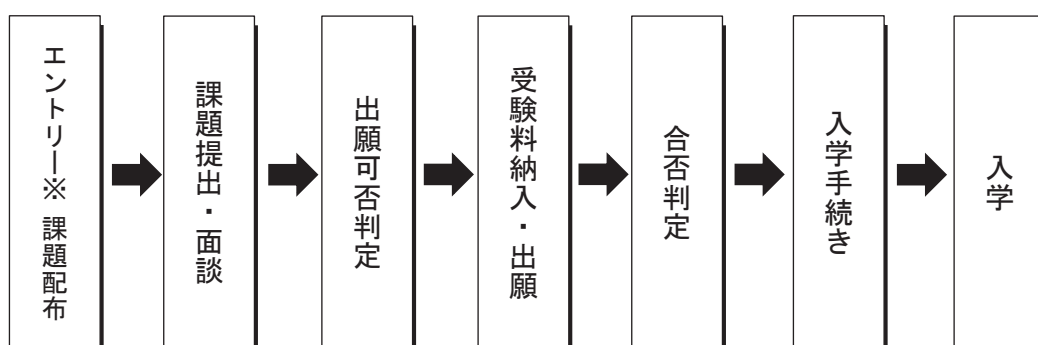 エントリー※ 課題配布
課題提出・面談
出願可否判定
受験料納入・出願
合否判定
入学手続き
入学